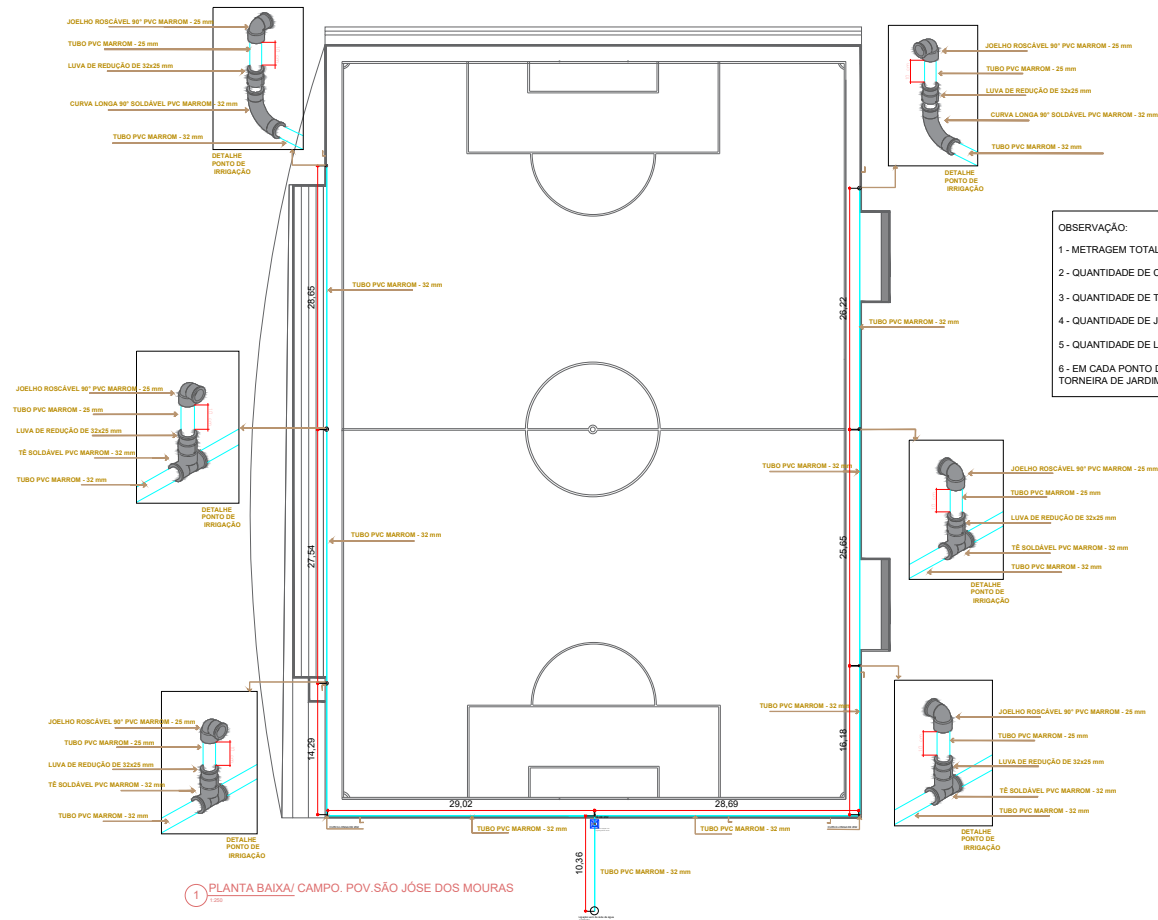 JOELHO ROSCÁVEL 90° PVC MARROM - 25 mm
TUBO PVC MARROM - 25 mm
LUVA DE REDUÇÃO DE 32x25 mm
CURVA LONGA 90° SOLDÁVEL PVC MARROM - 32 mm
TUBO PVC MARROM - 32 mm
DETALHE
PONTO DE
IRRIGAÇÃO
JOELHO ROSCÁVEL 90° PVC MARROM - 25 mm
TUBO PVC MARROM - 25 mm
LUVA DE REDUÇÃO DE 32x25 mm
CURVA LONGA 90° SOLDÁVEL PVC MARROM - 32 mm
TUBO PVC MARROM - 32 mm
DETALHE
PONTO DE
IRRIGAÇÃO
OBSERVAÇÃO:
1 - METRAGEM TOTAL
2 - QUANTIDADE DE C
3 - QUANTIDADE DE T
4 - QUANTIDADE DE J
5 - QUANTIDADE DE L
6 - EM CADA PONTO D
TORNEIRA DE JARDIM
28,65
TUBO PVC MARROM - 32 mm
26,22
TUBO PVC MARROM - 32 mm
JOELHO ROSCÁVEL 90° PVC MARROM - 25 mm
TUBO PVC MARROM - 25 mm
LUVA DE REDUÇÃO DE 32x25 mm
TÊ SOLDÁVEL PVC MARROM - 32 mm
TUBO PVC MARROM - 32 mm
DETALHE
PONTO DE
IRRIGAÇÃO
TUBO PVC MARROM - 32 mm
JOELHO ROSCÁVEL 90° PVC MARROM - 25 mm
TUBO PVC MARROM - 25 mm
LUVA DE REDUÇÃO DE 32x25 mm
TÊ SOLDÁVEL PVC MARROM - 32 mm
TUBO PVC MARROM - 32 mm
DETALHE
PONTO DE
IRRIGAÇÃO
27,54
TUBO PVC MARROM - 32 mm
25,65
TUBO PVC MARROM - 32 mm
JOELHO ROSCÁVEL 90° PVC MARROM - 25 mm
TUBO PVC MARROM - 25 mm
LUVA DE REDUÇÃO DE 32x25 mm
TÊ SOLDÁVEL PVC MARROM - 32 mm
TUBO PVC MARROM - 32 mm
DETALHE
PONTO DE
IRRIGAÇÃO
14,29
16,18
JOELHO ROSCÁVEL 90° PVC MARROM - 25 mm
TUBO PVC MARROM - 25 mm
LUVA DE REDUÇÃO DE 32x25 mm
TÊ SOLDÁVEL PVC MARROM - 32 mm
TUBO PVC MARROM - 32 mm
DETALHE
PONTO DE
IRRIGAÇÃO
29,02
28,69
TUBO PVC MARROM - 32 mm
TUBO PVC MARROM - 32 mm
10,36
TUBO PVC MARROM - 32 mm
1 PLANTA BAIXA/ CAMPO. POV.SÃO JÓSE DOS MOURAS